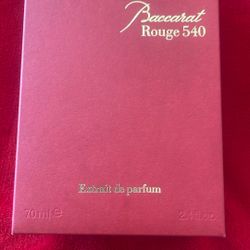 Baccarat
Rouge 540
Extrait de parfum
70 ml ℮ 2.4 fl.oz